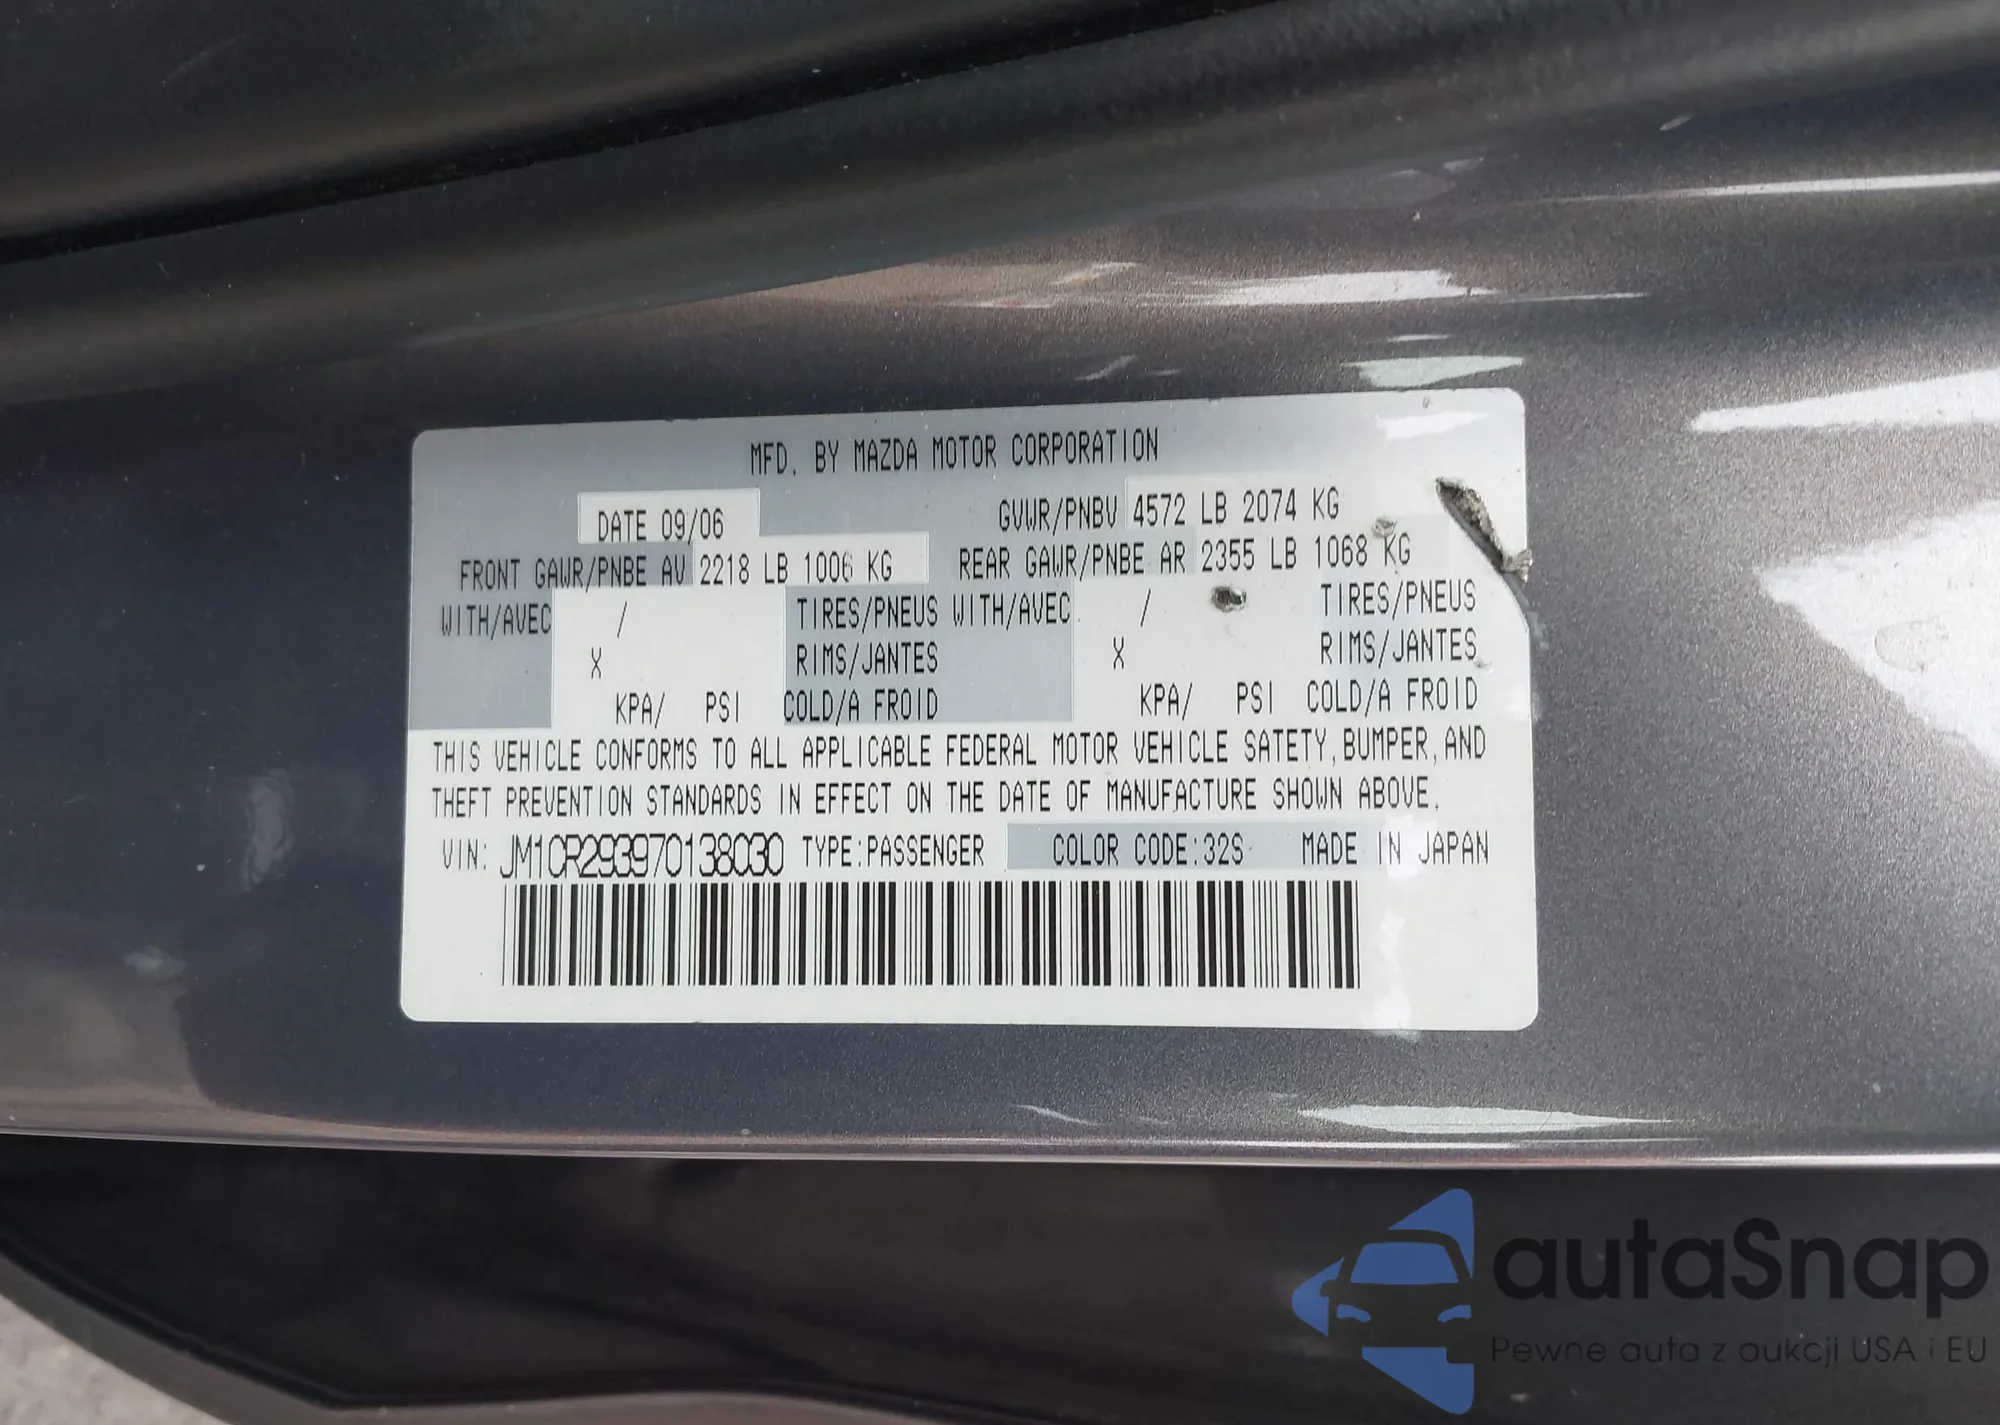 MFD. BY MAZDA MOTOR CORPORATION
DATE 09/06 GVWR/PNBV 4572 LB 2074 KG
FRONT GAWR/PNBE AV 2218 LB 1006 KG REAR GAWR/PNBE AR 2355 LB 1068 KG
WITH/AVEC / TIRES/PNEUS WITH/AVEC / TIRES/PNEUS
X RIMS/JANTES X RIMS/JANTES
KPA/ PSI COLD/A FROID KPA/ PSI COLD/A FROID
THIS VEHICLE CONFORMS TO ALL APPLICABLE FEDERAL MOTOR VEHICLE SATETY, BUMPER, AND
THEFT PREVENTION STANDARDS IN EFFECT ON THE DATE OF MANUFACTURE SHOWN ABOVE.
VIN: JM1CR293970138030 TYPE:PASSENGER COLOR CODE:32S MADE IN JAPAN
autaSnap
Pewne auta z aukcji USA i EU